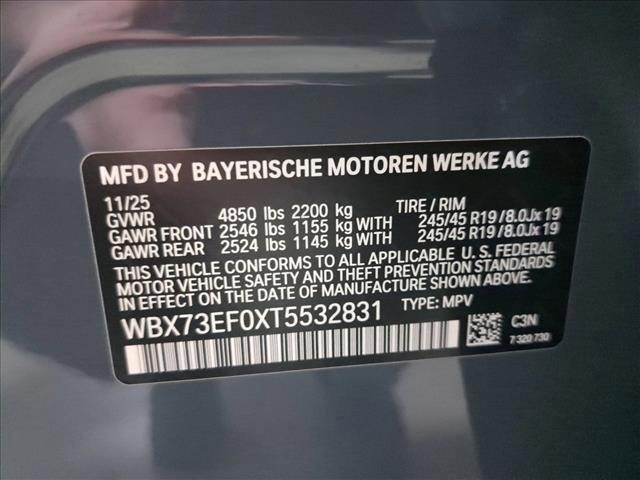 MFD BY BAYERISCHE MOTOREN WERKE AG
11/25 TIRE / RIM
GVWR 4850 lbs 2200 kg
GAWR FRONT 2546 lbs 1155 kg WITH 245/45 R19 /8.0Jx19
GAWR REAR 2524 lbs 1145 kg WITH 245/45 R19 /8.0Jx19
THIS VEHICLE CONFORMS TO ALL APPLICABLE U. S. FEDERAL
MOTOR VEHICLE SAFETY AND THEFT PREVENTION STANDARDS
IN EFFECT ON THE DATE OF MANUFACTURE SHOWN ABOVE.
WBX73EF0XT5532831 TYPE: MPV
C3N
7 320 730